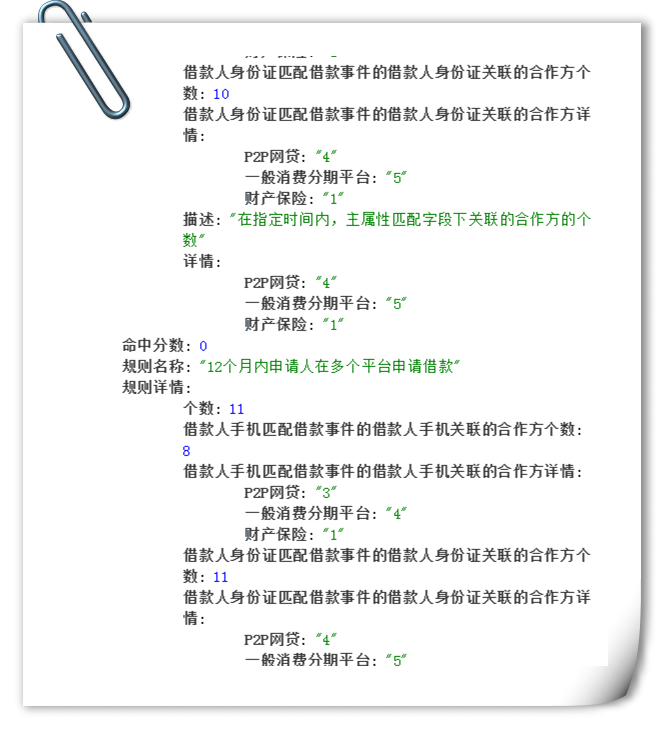 借款人身份证匹配借款事件的借款人身份证关联的合作方个
数: 10
借款人身份证匹配借款事件的借款人身份证关联的合作方详
情:
P2P网贷: "4"
一般消费分期平台: "5"
财产保险: "1"
描述: "在指定时间内, 主属性匹配字段下关联的合作方的个
数"
详情:
P2P网贷: "4"
一般消费分期平台: "5"
财产保险: "1"
命中分数: 0
规则名称: "12个月内申请人在多个平台申请借款"
规则详情:
个数: 11
借款人手机匹配借款事件的借款人手机关联的合作方个数:
8
借款人手机匹配借款事件的借款人手机关联的合作方详情:
P2P网贷: "3"
一般消费分期平台: "4"
财产保险: "1"
借款人身份证匹配借款事件的借款人身份证关联的合作方个
数: 11
借款人身份证匹配借款事件的借款人身份证关联的合作方详
情:
P2P网贷: "4"
一般消费分期平台: "5"